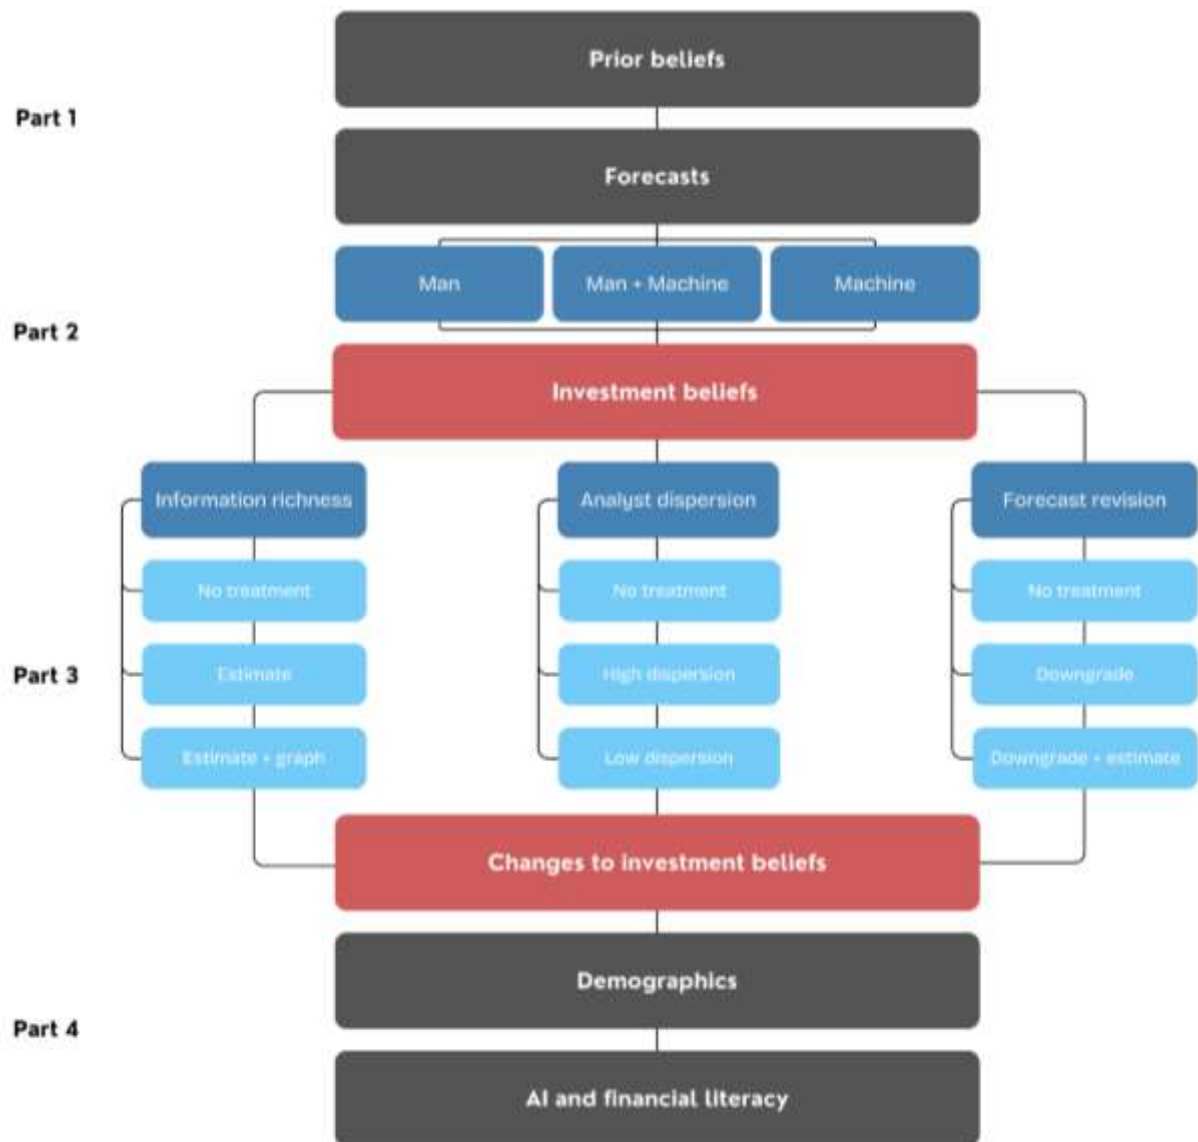 Prior beliefs
Part 1
Forecasts
Man
Man + Machine
Machine
Part 2
Investment beliefs
Information richness
Analyst dispersion
Forecast revision
No treatment
No treatment
No treatment
Part 3
Estimate
High dispersion
Downgrade
Estimate + graph
Low dispersion
Downgrade + estimate
Changes to investment beliefs
Demographics
Part 4
AI and financial literacy